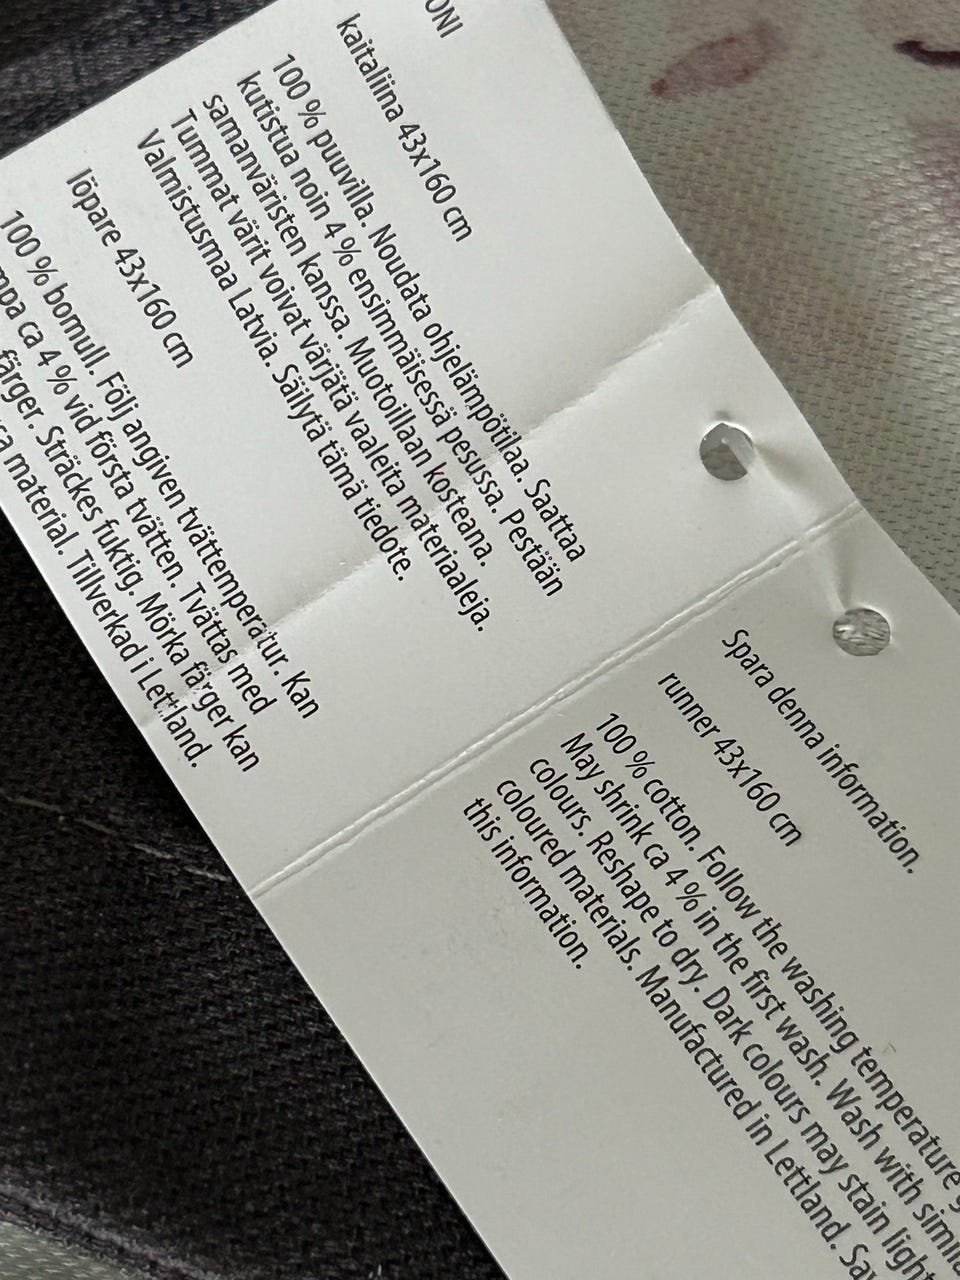 ONI
kaitaliina 43x160 cm
100 % puuvilla. Noudata ohjelämpötilaa. Saattaa
kutistua noin 4 % ensimmäisessä pesussa. Pestään
samanväristen kanssa. Muotoillaan kosteana.
Tummat värit voivat värjätä vaaleita materiaaleja.
Valmistusmaa Latvia. Säilytä tämä tiedote.
löpare 43x160 cm
100 % bomull. Följ angiven tvättemperatur. Kan
ca 4 % vid första tvätten. Tvättas med
färger. Sträckes fuktig. Mörka färger kan
material. Tillverkad i Lettland.
Spara denna information.
runner 43x160 cm
100 % cotton. Follow the washing temperature
May shrink ca 4 % in the first wash. Wash with
colours. Reshape to dry. Dark colours may stain
coloured materials. Manufactured in Lettland.
this information.